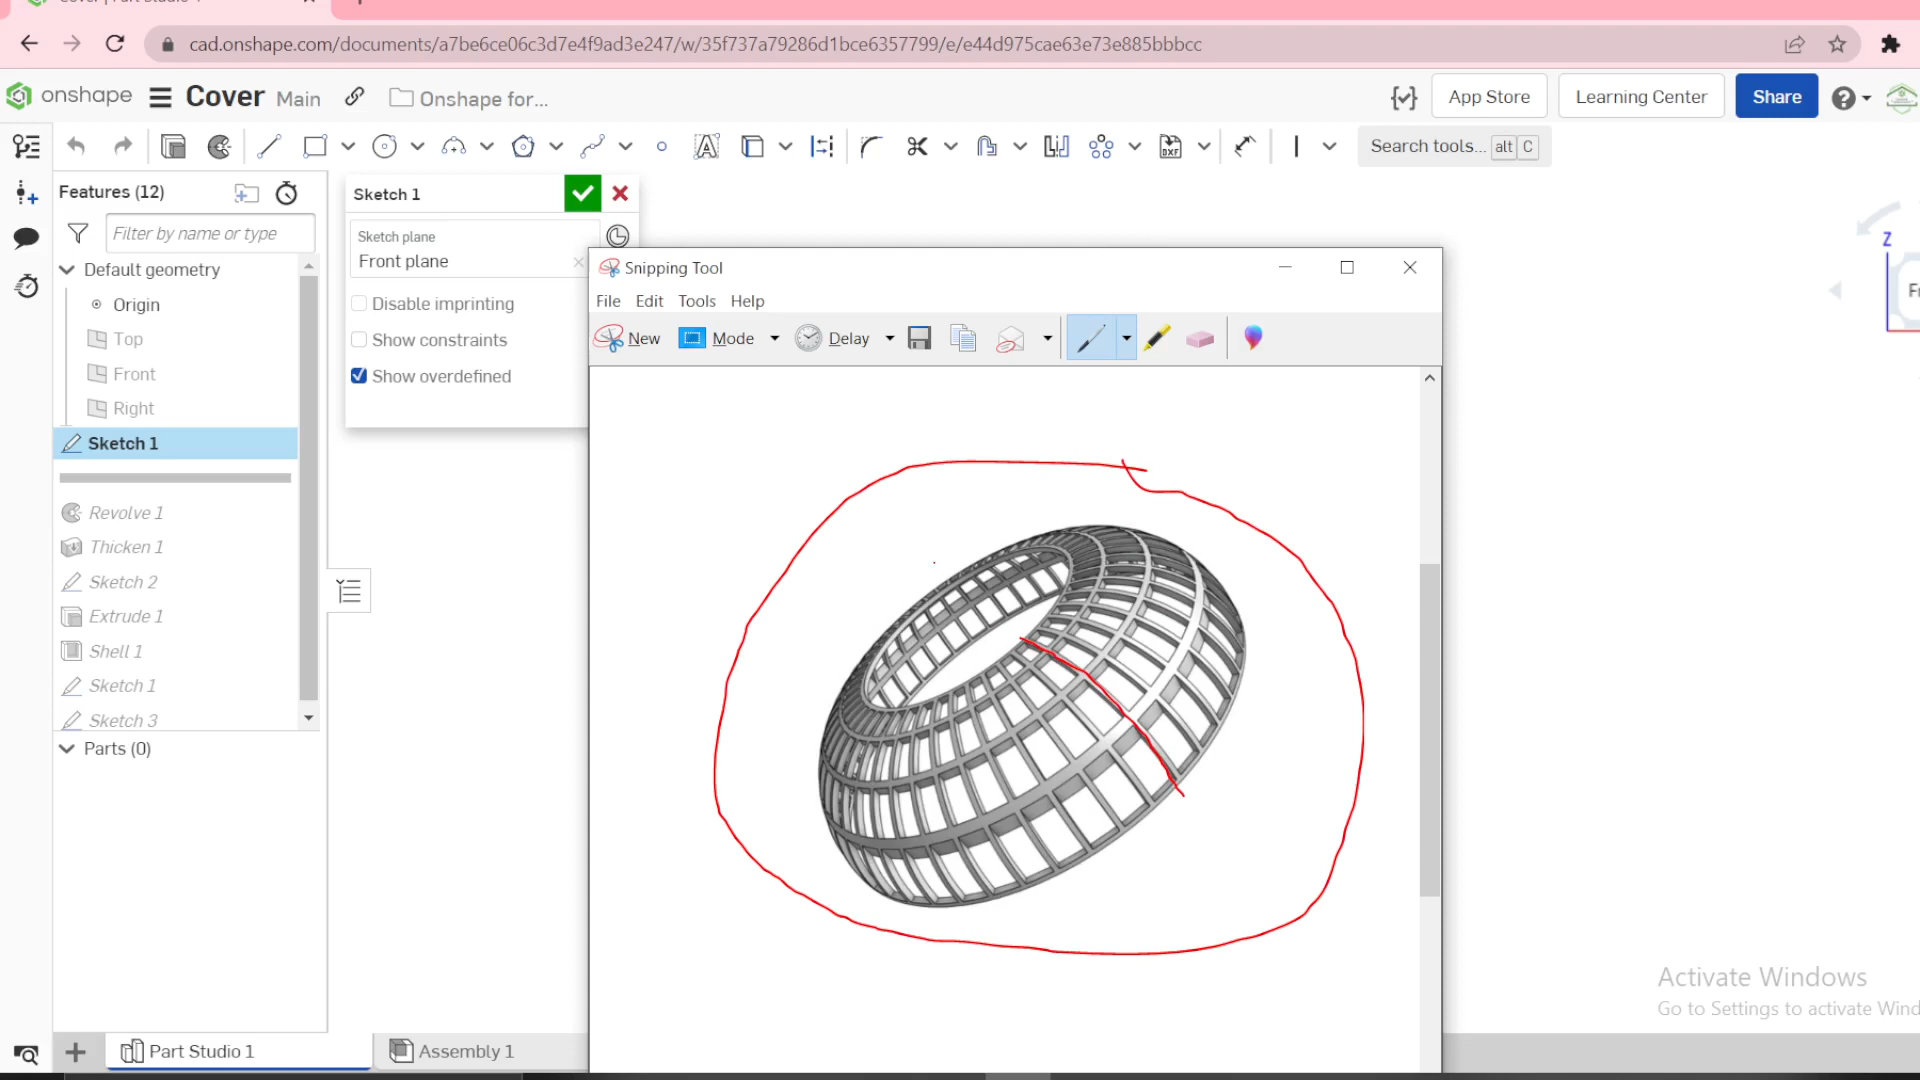 cad.onshape.com/documents/a7be6ce06c3d7e4f9ad3e247/w/35f737a79286d1bce6357799/e/e44d975cae63e73e885bbbcc
onshape Cover Main Onshape for... App Store Learning Center Share
Search tools... alt C
Features (12)
Filter by name or type
Default geometry
Origin
Top
Front
Right
Sketch 1
Revolve 1
Thicken 1
Sketch 2
Extrude 1
Shell 1
Sketch 1
Sketch 3
Parts (0)
Sketch 1
Sketch plane
Front plane
Disable imprinting
Show constraints
Show overdefined
Snipping Tool
File Edit Tools Help
New Mode Delay
Z
Activate Windows
Go to Settings to activate
Part Studio 1 Assembly 1